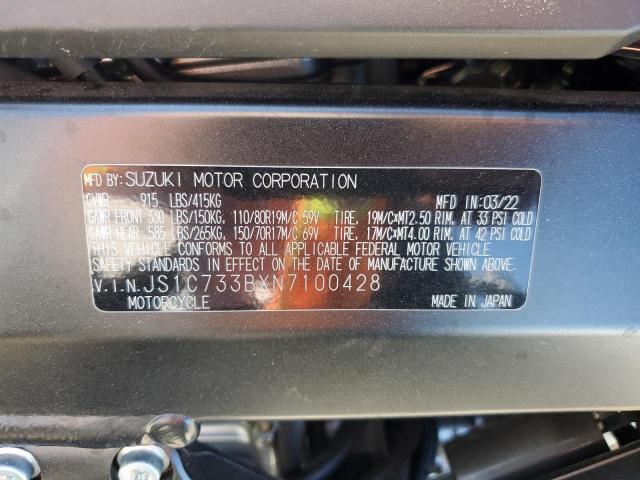 MFD BY: SUZUKI MOTOR CORPORATION
GVWR 915 LBS/415KG MFD IN:03/22
GAWR FRONT 330 LBS/150KG. 110/80R19M/C 59V TIRE. 19M/C×MT2.50 RIM. AT 33 PSI COLD
GAWR REAR 585 LBS/265KG. 150/70R17M/C 69V TIRE. 17M/C×MT4.00 RIM. AT 42 PSI COLD
THIS VEHICLE CONFORMS TO ALL APPLICABLE FEDERAL MOTOR VEHICLE
SAFETY STANDARDS IN EFFECT ON THE DATE OF MANUFACTURE SHOWN ABOVE.
V.I.N.JS1C733BXN7100428
MOTORCYCLE MADE IN JAPAN